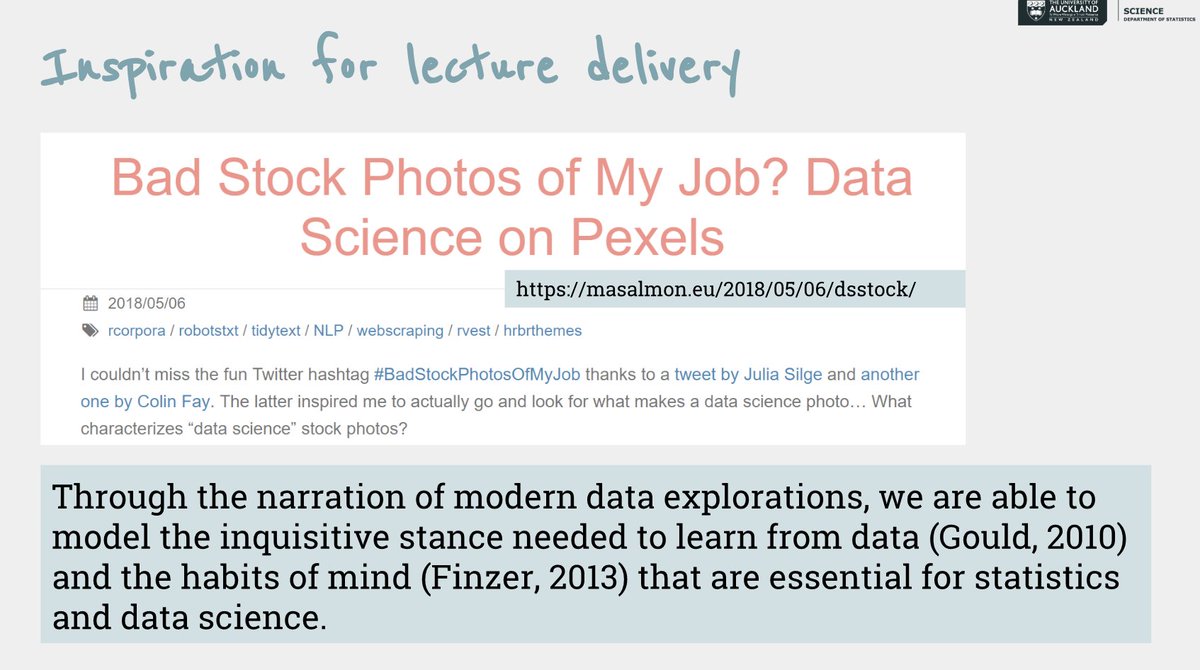 THE UNIVERSITY OF
AUCKLAND
NEW ZEALAND
SCIENCE
DEPARTMENT OF STATISTICS
Inspiration for lecture delivery
Bad Stock Photos of My Job? Data
Science on Pexels
https://masalmon.eu/2018/05/06/dsstock/
2018/05/06
rcorpora / robotstxt / tidytext / NLP / webscraping / rvest / hrbrthemes
I couldn’t miss the fun Twitter hashtag #BadStockPhotosOfMyJob thanks to a tweet by Julia Silge and another
one by Colin Fay. The latter inspired me to actually go and look for what makes a data science photo… What
characterizes “data science” stock photos?
Through the narration of modern data explorations, we are able to
model the inquisitive stance needed to learn from data (Gould, 2010)
and the habits of mind (Finzer, 2013) that are essential for statistics
and data science.